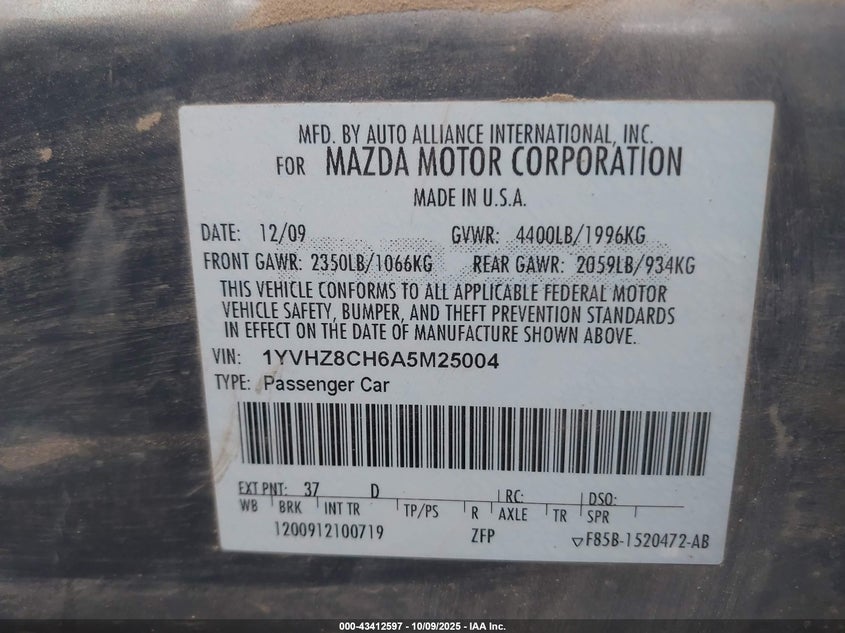 MFD. BY AUTO ALLIANCE INTERNATIONAL, INC.
FOR MAZDA MOTOR CORPORATION
MADE IN U.S.A.
DATE: 12/09 GVWR: 4400LB/1996KG
FRONT GAWR: 2350LB/1066KG REAR GAWR: 2059LB/934KG
THIS VEHICLE CONFORMS TO ALL APPLICABLE FEDERAL MOTOR
VEHICLE SAFETY, BUMPER, AND THEFT PREVENTION STANDARDS
IN EFFECT ON THE DATE OF MANUFACTURE SHOWN ABOVE.
VIN: 1YVHZ8CH6A5M25004
TYPE: Passenger Car
EXT PNT: 37 D RC: DSO:
WB BRK INT TR TP/PS R AXLE TR SPR
1200912100719 ZFP ▽F85B-1520472-AB
000-43412597 - 10/09/2025 - IAA Inc.